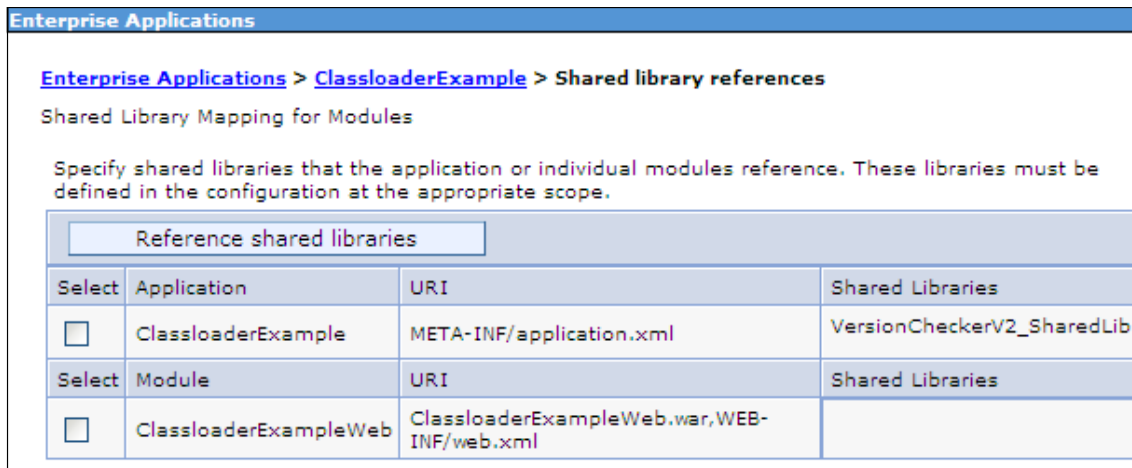 Enterprise Applications
Enterprise Applications > ClassloaderExample > Shared library references
Shared Library Mapping for Modules
Specify shared libraries that the application or individual modules reference. These libraries must be
defined in the configuration at the appropriate scope.
Reference shared libraries
Select Application URI Shared Libraries
ClassloaderExample META-INF/application.xml VersionCheckerV2_SharedLib
Select Module URI Shared Libraries
ClassloaderExampleWeb ClassloaderExampleWeb.war,WEB-
INF/web.xml